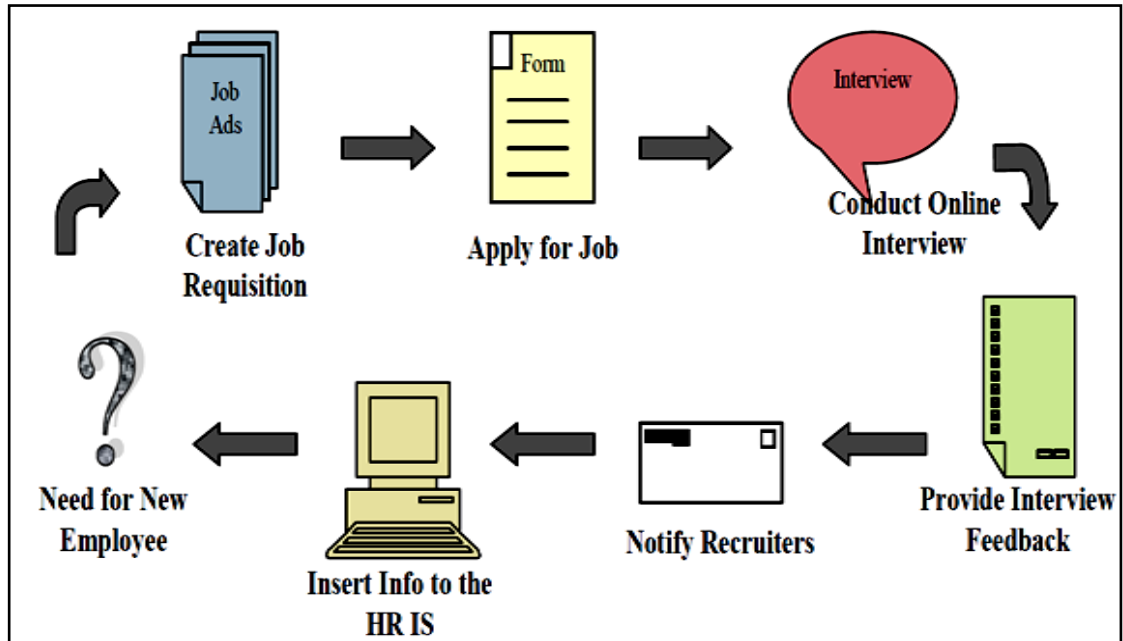 Job
Ads
Form
Interview
Create Job
Requisition
Apply for Job
Conduct Online
Interview
Need for New
Employee
Insert Info to the
HR IS
Notify Recruiters
Provide Interview
Feedback